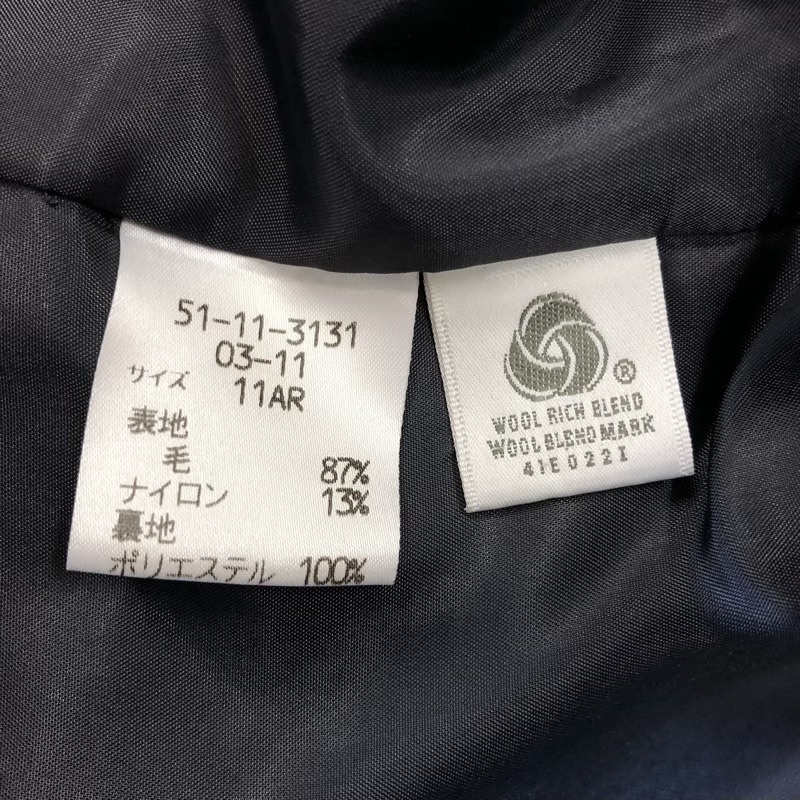 51-11-3131
03-11
サイズ 11AR
表地
毛 87%
ナイロン 13%
裏地
ポリエステル 100%
®
WOOL RICH BLEND
WOOL BLEND MARK
41E0221